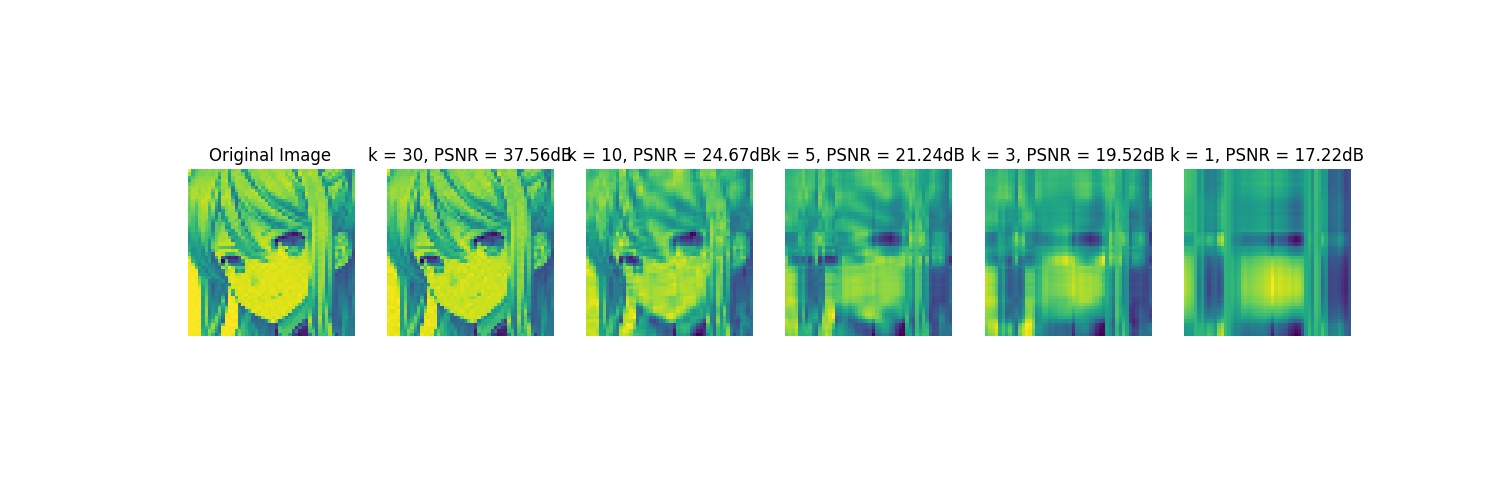 Original Image
k = 30, PSNR = 37.56dB
k = 10, PSNR = 24.67dB
k = 5, PSNR = 21.24dB
k = 3, PSNR = 19.52dB
k = 1, PSNR = 17.22dB